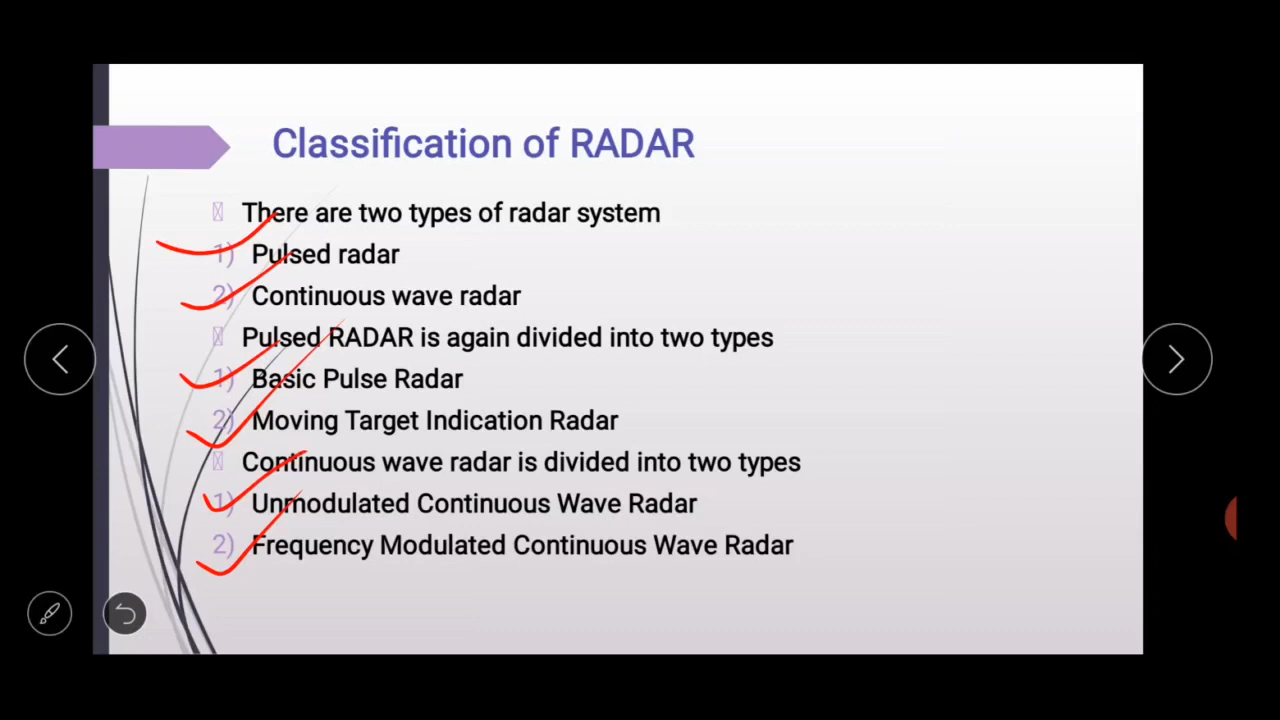 Classification of RADAR
There are two types of radar system
1) Pulsed radar
2) Continuous wave radar
Pulsed RADAR is again divided into two types
1) Basic Pulse Radar
2) Moving Target Indication Radar
Continuous wave radar is divided into two types
1) Unmodulated Continuous Wave Radar
2) Frequency Modulated Continuous Wave Radar